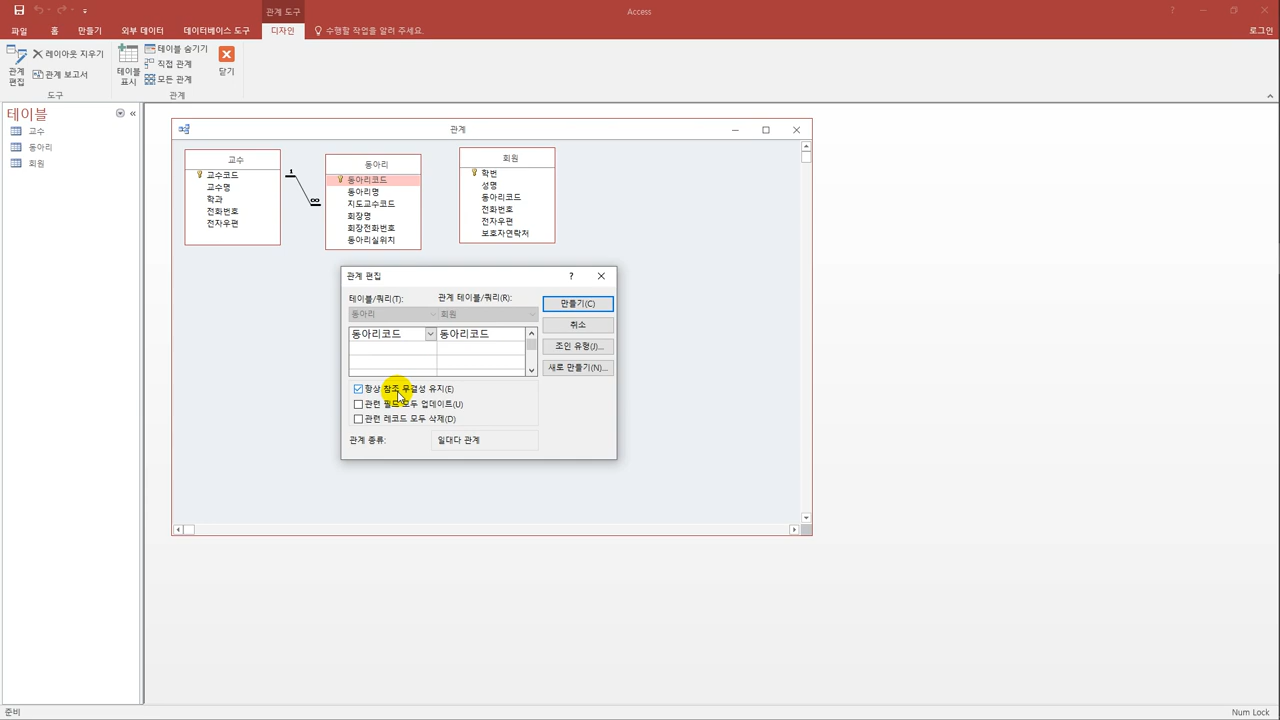 관계 도구
Access
?
파일
홈
만들기
외부 데이터
데이터베이스 도구
디자인
수행할 작업을 알려 주세요.
로그인
관계
편집
레이아웃 지우기
관계 보고서
도구
테이블
표시
테이블 숨기기
직접 관계
모든 관계
관계
닫기
테이블
교수
동아리
회원
관계
교수
교수코드
교수명
학과
전화번호
전자우편
1
∞
동아리
동아리코드
동아리명
지도교수코드
회장명
회장전화번호
동아리실위치
회원
학번
성명
동아리코드
전화번호
전자우편
보호자연락처
관계 편집
?
테이블/쿼리(T):
관계 테이블/쿼리(R):
동아리
회원
동아리코드
동아리코드
만들기(C)
취소
조인 유형(J)...
새로 만들기(N)...
항상 참조 무결성 유지(E)
관련 필드 모두 업데이트(U)
관련 레코드 모두 삭제(D)
관계 종류:
일대다 관계
준비
Num Lock